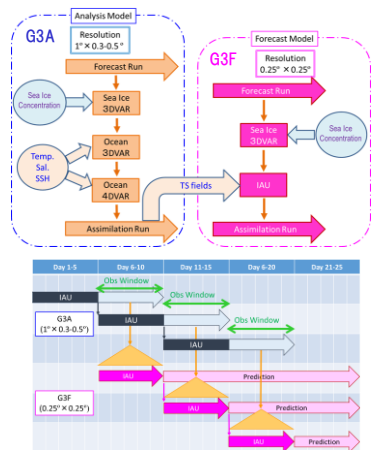 Analysis Model
G3A
Resolution
1° × 0.3-0.5°
Forecast Run
Sea Ice
Concentration
Sea Ice
3DVAR
Ocean
3DVAR
Temp.
Sal.
SSH
Ocean
4DVAR
Assimilation Run
TS fields
Forecast Model
G3F
Resolution
0.25° × 0.25°
Forecast Run
Sea Ice
3DVAR
Sea Ice
Concentration
IAU
Assimilation Run
Day 1-5
Day 6-10
Day 11-15
Day 6-20
Day 21-25
Obs Window
IAU
Obs Window
G3A
(1° × 0.3-0.5°)
IAU
Obs Window
IAU
IAU
Prediction
G3F
(0.25° × 0.25°)
IAU
Prediction
IAU
Prediction